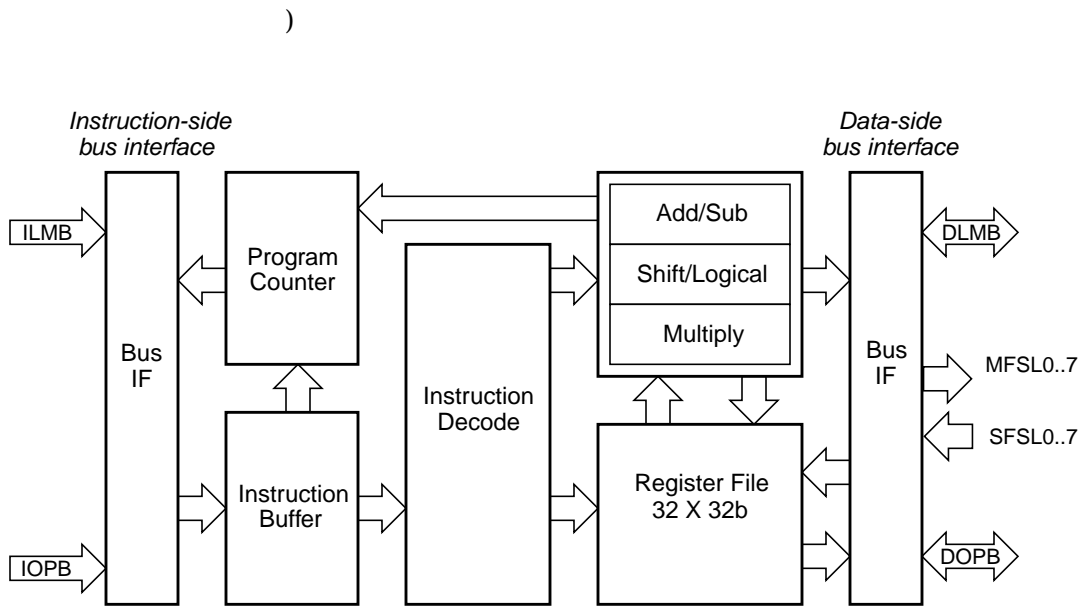 )
Instruction-side
bus interface
Data-side
bus interface
ILMB
IOPB
Bus
IF
Program
Counter
Instruction
Buffer
Instruction
Decode
Add/Sub
Shift/Logical
Multiply
Register File
32 X 32b
Bus
IF
DLMB
MFSL0..7
SFSL0..7
DOPB